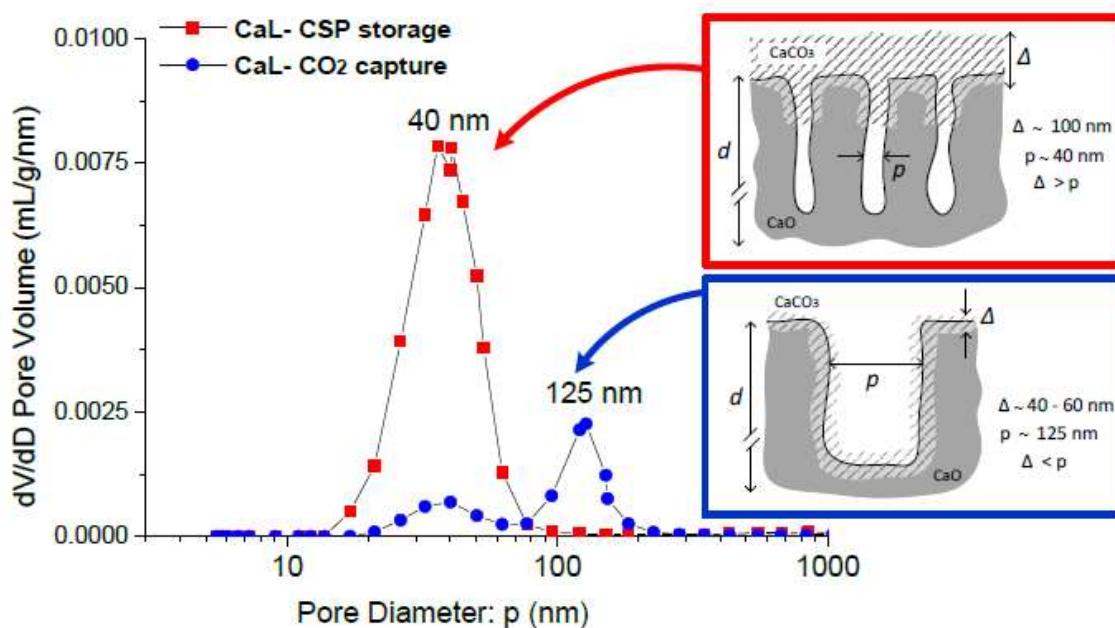 CaL- CSP storage
CaL- CO2 capture
0.0100
0.0075
0.0050
0.0025
0.0000
dV/dD Pore Volume (mL/g/nm)
10
100
1000
Pore Diameter: p (nm)
40 nm
125 nm
CaCO3
Δ
d
p
CaO
Δ ~ 100 nm
p ~ 40 nm
Δ > p
CaCO3
Δ
d
p
CaO
Δ ~ 40 - 60 nm
p ~ 125 nm
Δ < p